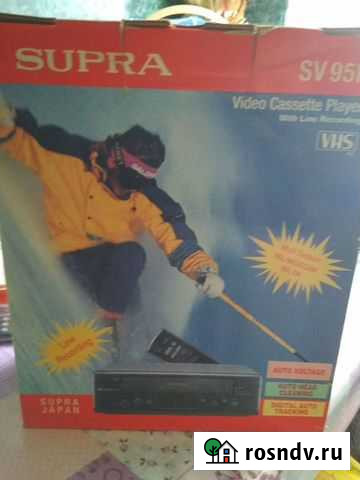 SUPRA
SV 95
Video Cassette Player
With Line Recording
VHS
Line
Recording
AUTO VOLTAGE
AUTO HEAD
CLEANING
DIGITAL AUTO
TRACKING
SUPRA
JAPAN
rosndv.ru